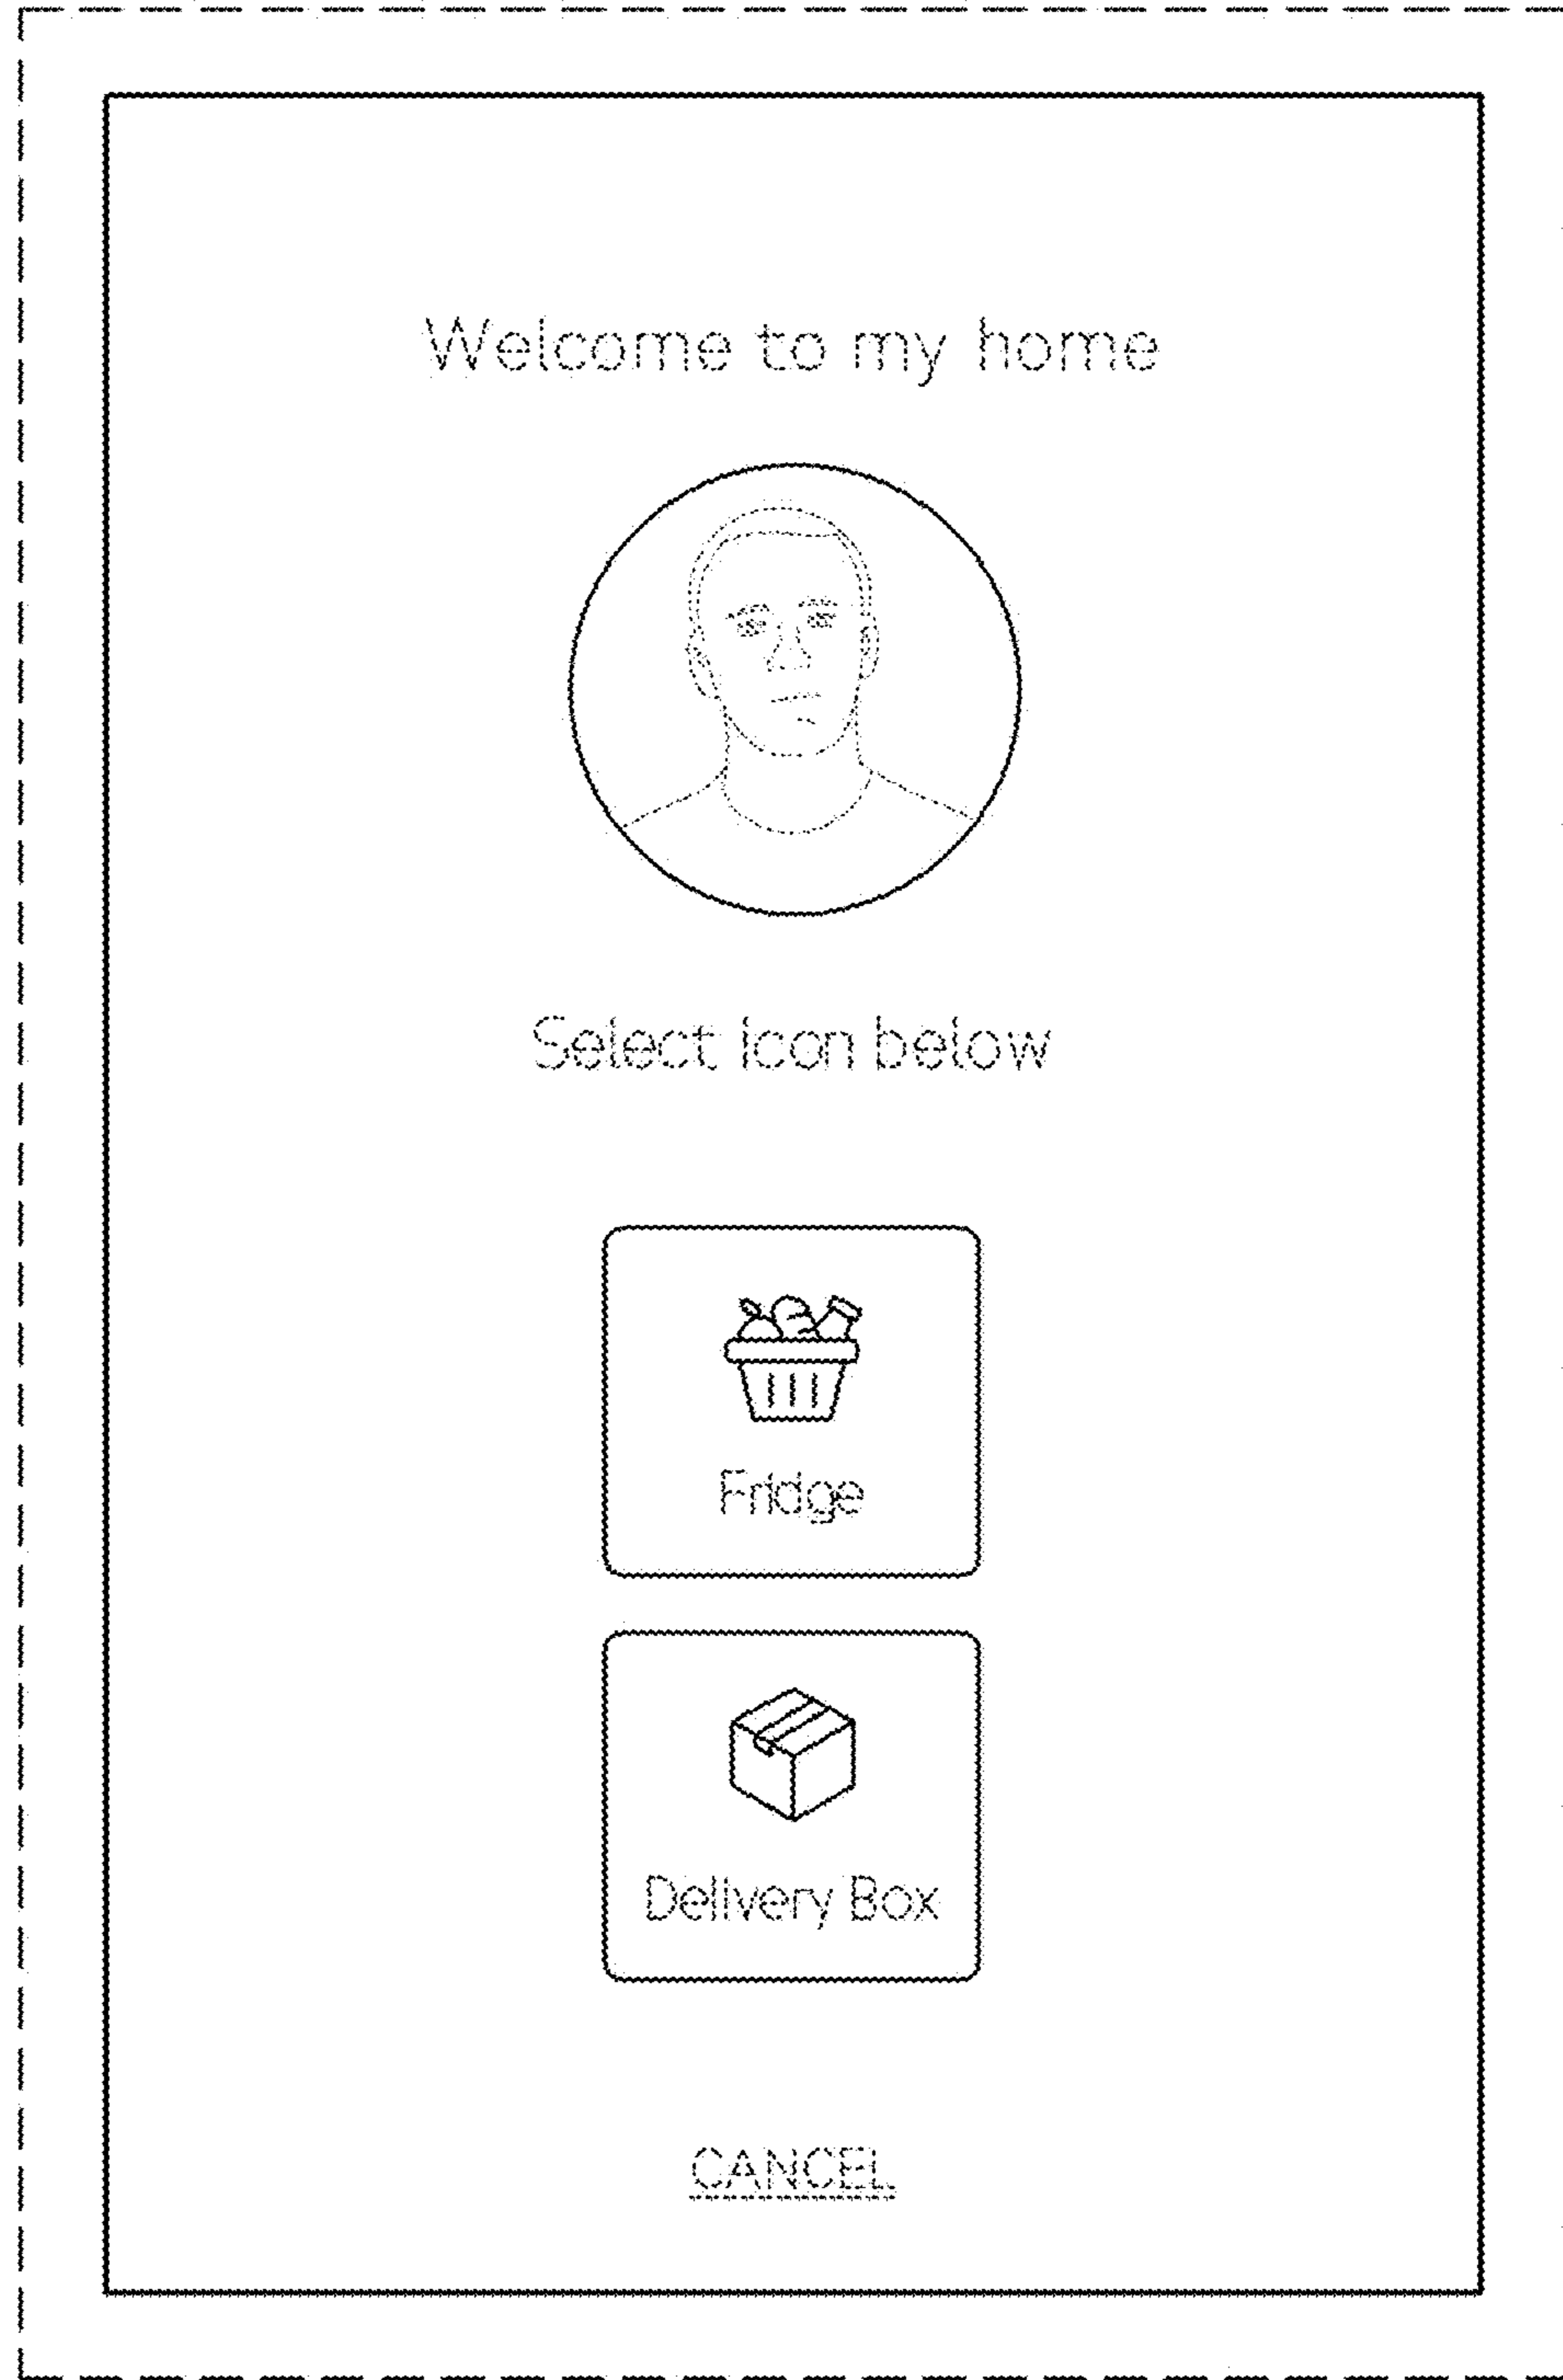 Welcome to my home
Select icon below
Fridge
Delivery Box
CANCEL